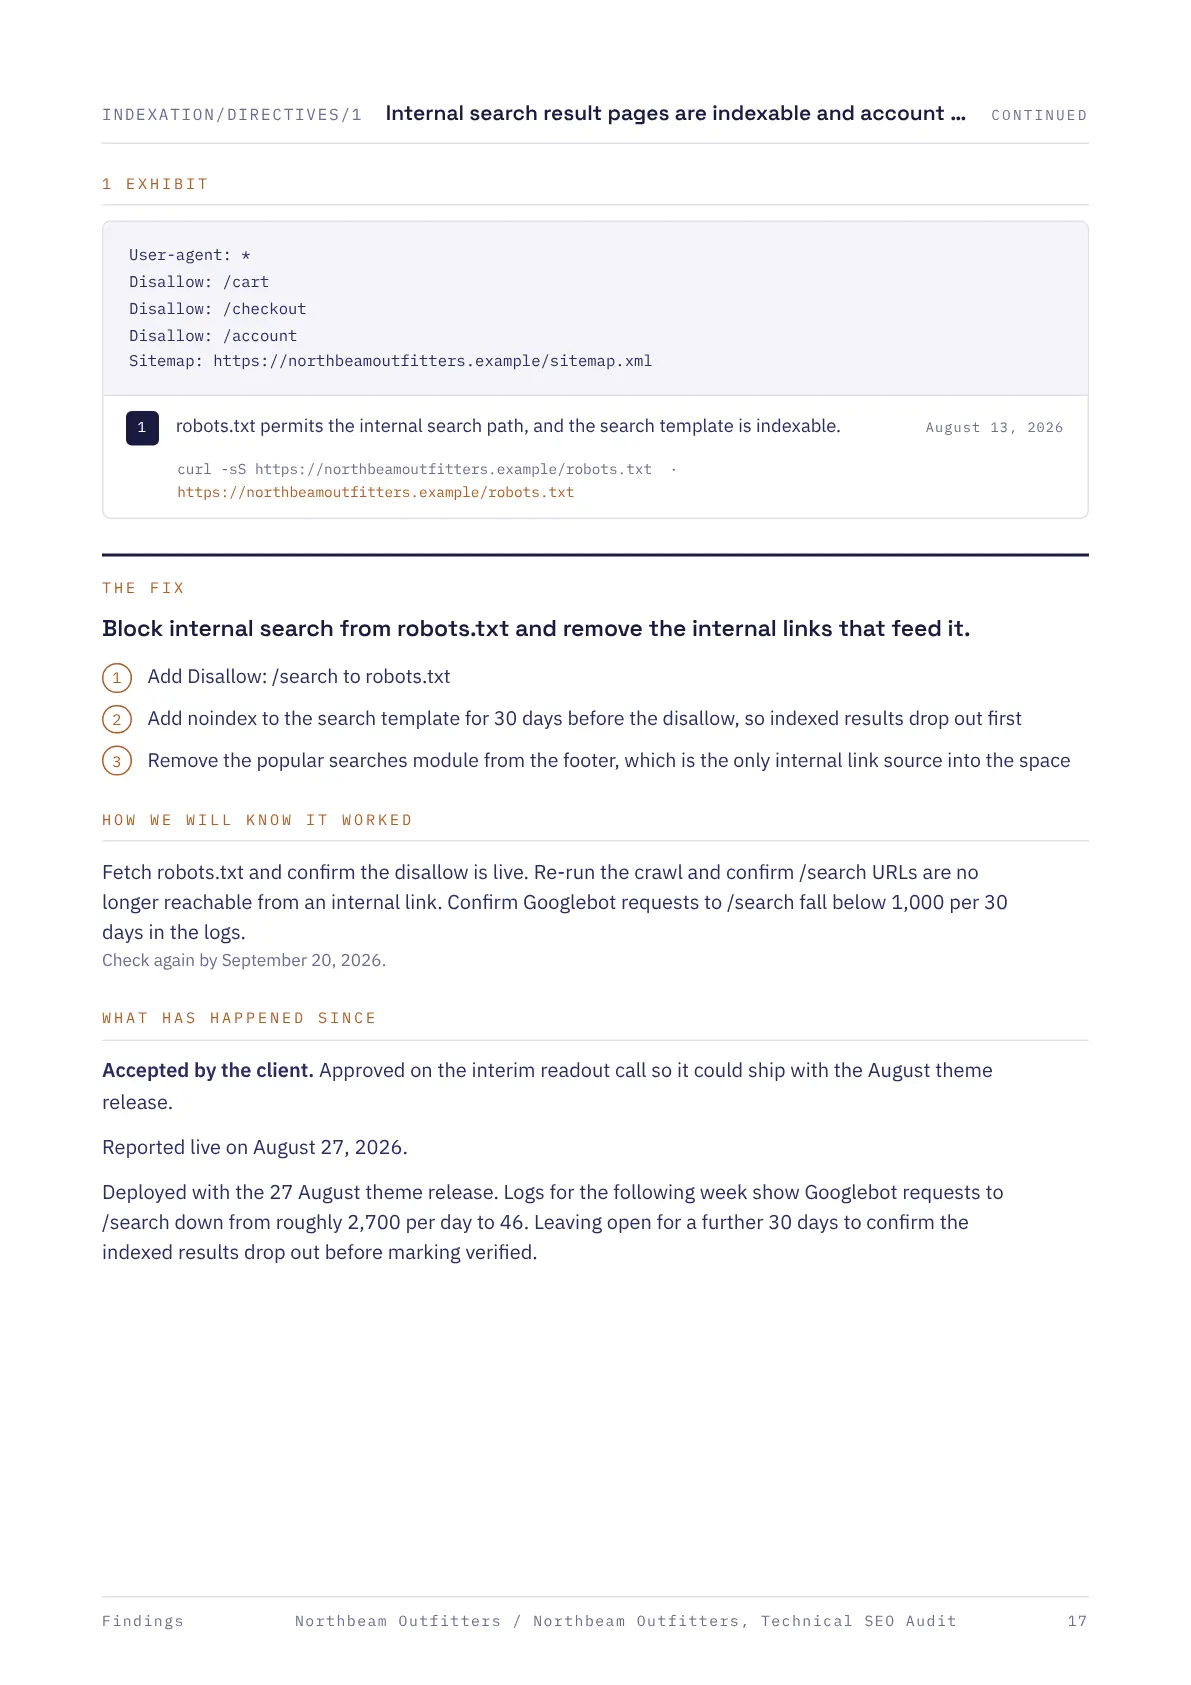 INDEXATION/DIRECTIVES/1 Internal search result pages are indexable and account … CONTINUED
1 EXHIBIT
User-agent: *
Disallow: /cart
Disallow: /checkout
Disallow: /account
Sitemap: https://northbeamoutfitters.example/sitemap.xml
1 robots.txt permits the internal search path, and the search template is indexable. August 13, 2026
curl -sS https://northbeamoutfitters.example/robots.txt ·
https://northbeamoutfitters.example/robots.txt
THE FIX
Block internal search from robots.txt and remove the internal links that feed it.
1 Add Disallow: /search to robots.txt
2 Add noindex to the search template for 30 days before the disallow, so indexed results drop out first
3 Remove the popular searches module from the footer, which is the only internal link source into the space
HOW WE WILL KNOW IT WORKED
Fetch robots.txt and confirm the disallow is live. Re-run the crawl and confirm /search URLs are no
longer reachable from an internal link. Confirm Googlebot requests to /search fall below 1,000 per 30
days in the logs.
Check again by September 20, 2026.
WHAT HAS HAPPENED SINCE
Accepted by the client. Approved on the interim readout call so it could ship with the August theme
release.
Reported live on August 27, 2026.
Deployed with the 27 August theme release. Logs for the following week show Googlebot requests to
/search down from roughly 2,700 per day to 46. Leaving open for a further 30 days to confirm the
indexed results drop out before marking verified.
Findings Northbeam Outfitters / Northbeam Outfitters, Technical SEO Audit 17